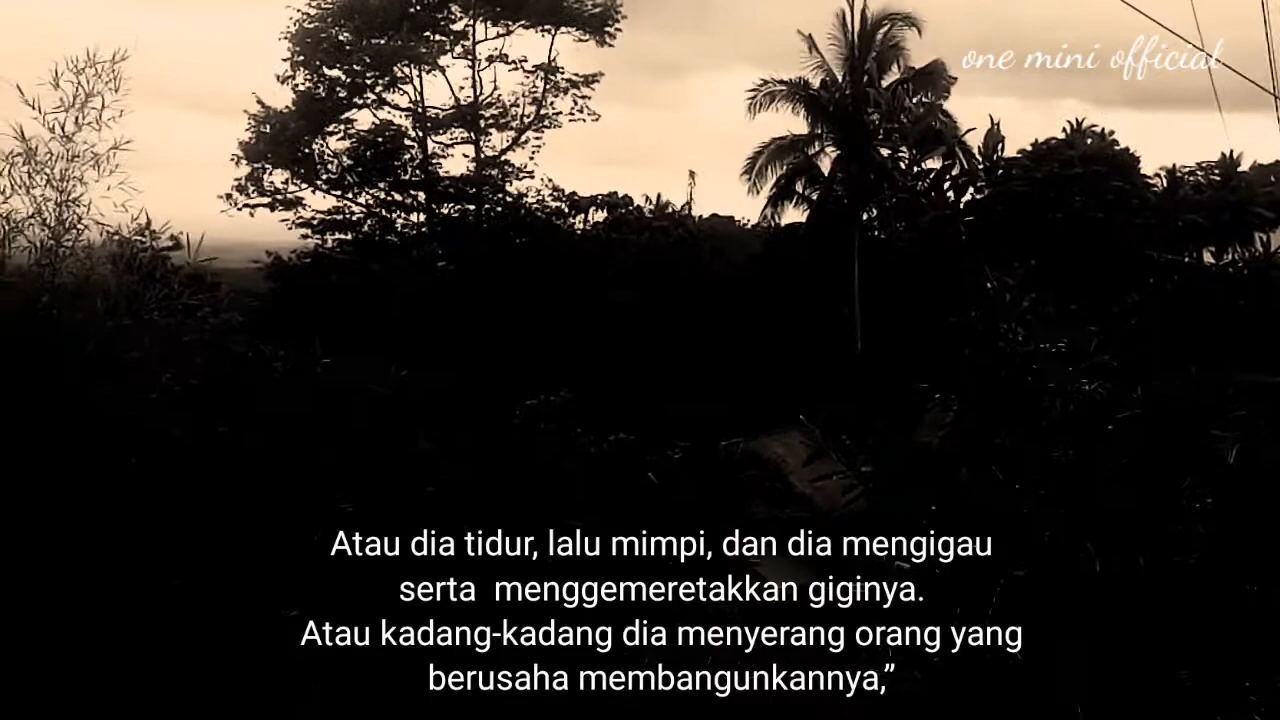 one mini official
Atau dia tidur, lalu mimpi, dan dia mengigau
serta  menggemeretakkan giginya.
Atau kadang-kadang dia menyerang orang yang
berusaha membangunkannya,”